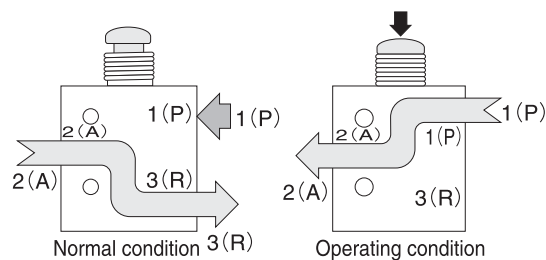 1(P)
1(P)
2(A)
2(A)
3(R)
3(R)
Normal condition
1(P)
2(A)
1(P)
2(A)
3(R)
Operating condition